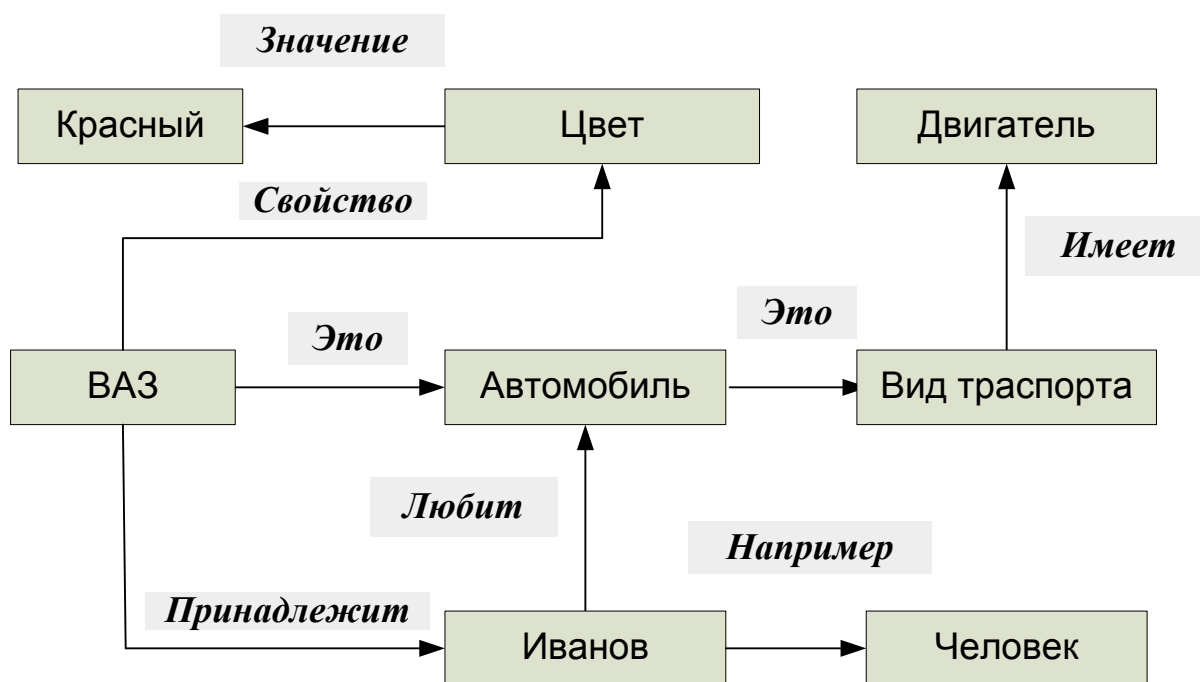 Значение
Красный
Цвет
Двигатель
Свойство
Имеет
Это
Это
ВАЗ
Автомобиль
Вид траспорта
Любит
Например
Принадлежит
Иванов
Человек